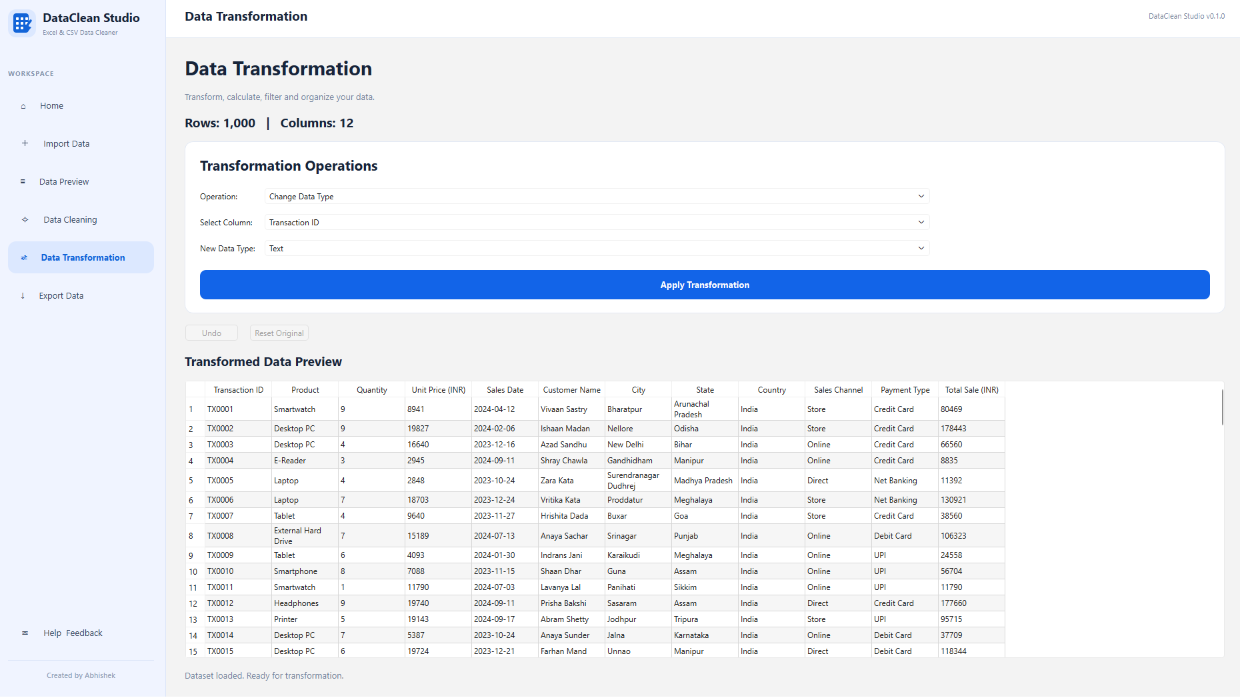 DataClean Studio
Excel & CSV Data Cleaner
WORKSPACE
Home
Import Data
Data Preview
Data Cleaning
Data Transformation
Export Data
Help Feedback
Created by Abhishek
Data Transformation
DataClean Studio v0.1.0
Data Transformation
Transform, calculate, filter and organize your data.
Rows: 1,000 | Columns: 12
Transformation Operations
Operation: Change Data Type
Select Column: Transaction ID
New Data Type: Text
Apply Transformation
Undo Reset Original
Transformed Data Preview
Transaction ID Product Quantity Unit Price (INR) Sales Date Customer Name City State Country Sales Channel Payment Type Total Sale (INR)
1 TX0001 Smartwatch 9 8941 2024-04-12 Vivaan Sastry Bharatpur Arunachal Pradesh India Store Credit Card 80469
2 TX0002 Desktop PC 9 19827 2024-02-06 Ishaan Madan Nellore Odisha India Store Credit Card 178443
3 TX0003 Desktop PC 4 16640 2023-12-16 Azad Sandhu New Delhi Bihar India Online Credit Card 66560
4 TX0004 E-Reader 3 2945 2024-09-11 Shray Chawla Gandhidham Manipur India Online Credit Card 8835
5 TX0005 Laptop 4 2848 2023-10-24 Zara Kata Surendranagar Dudhrej Madhya Pradesh India Direct Net Banking 11392
6 TX0006 Laptop 7 18703 2023-12-24 Vritika Kata Proddatur Meghalaya India Store Net Banking 130921
7 TX0007 Tablet 4 9640 2023-11-27 Hrishita Dada Buxar Goa India Store Credit Card 38560
8 TX0008 External Hard Drive 7 15189 2024-07-13 Anaya Sachar Srinagar Punjab India Online Debit Card 106323
9 TX0009 Tablet 6 4093 2024-01-30 Indrans Jani Karaikudi Meghalaya India Online UPI 24558
10 TX0010 Smartphone 8 7088 2023-11-15 Shaan Dhar Guna Assam India Online UPI 56704
11 TX0011 Smartwatch 1 11790 2024-07-03 Lavanya Lal Panihati Sikkim India Online UPI 11790
12 TX0012 Headphones 9 19740 2024-09-11 Prisha Bakshi Sasaram Assam India Direct Credit Card 177660
13 TX0013 Printer 5 19143 2024-09-17 Abram Shetty Jodhpur Tripura India Store UPI 95715
14 TX0014 Desktop PC 7 5387 2023-10-24 Anaya Sunder Jalna Karnataka India Online Debit Card 37709
15 TX0015 Desktop PC 6 19724 2023-12-21 Farhan Mand Unnao Manipur India Direct Debit Card 118344
Dataset loaded. Ready for transformation.